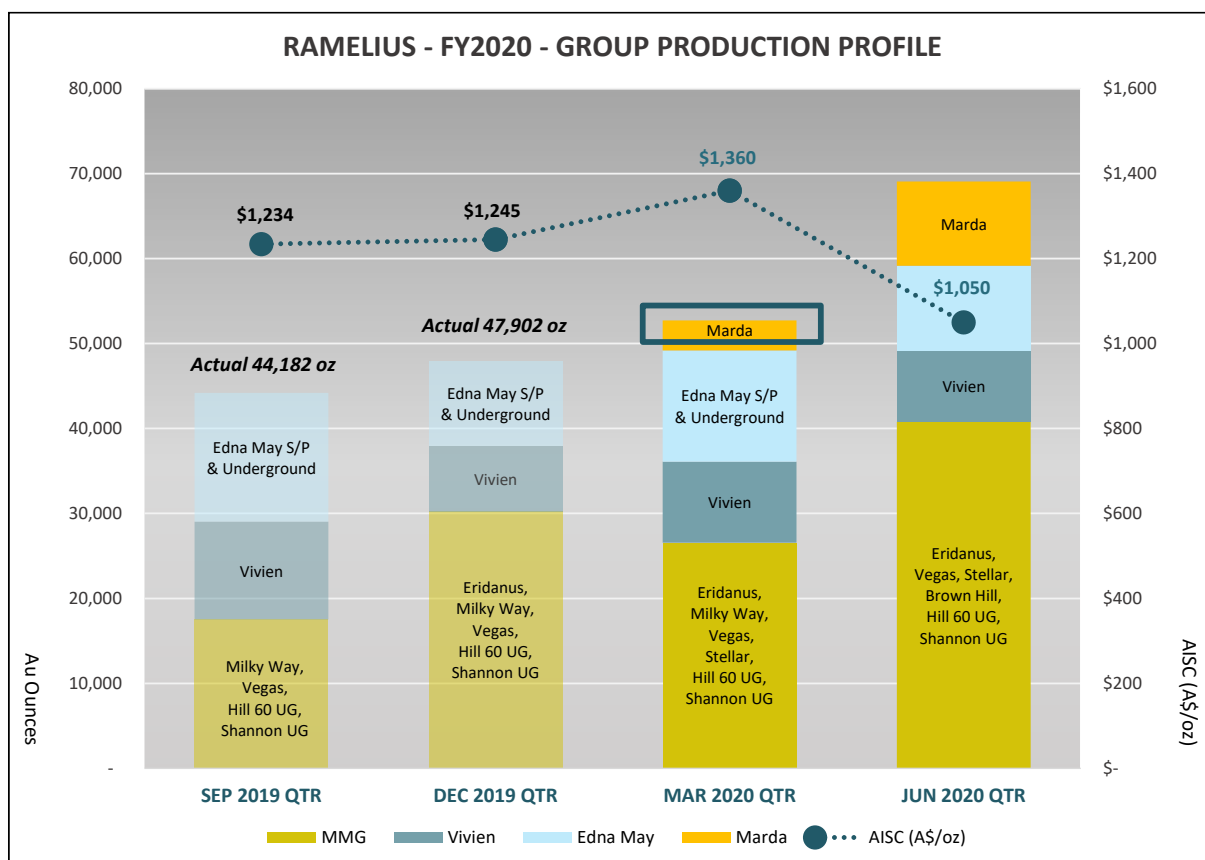 RAMELIUS - FY2020 - GROUP PRODUCTION PROFILE
80,000
70,000
60,000
50,000
40,000
30,000
20,000
10,000
-
Au Ounces
$1,600
$1,400
$1,200
$1,000
$800
$600
$400
$200
$-
AISC (A$/oz)
$1,234
$1,245
$1,360
$1,050
Actual 44,182 oz
Edna May S/P
& Underground
Vivien
Milky Way,
Vegas,
Hill 60 UG,
Shannon UG
Actual 47,902 oz
Edna May S/P
& Underground
Vivien
Eridanus,
Milky Way,
Vegas,
Hill 60 UG,
Shannon UG
Marda
Edna May S/P
& Underground
Vivien
Eridanus,
Milky Way,
Vegas,
Stellar,
Hill 60 UG,
Shannon UG
Marda
Vivien
Eridanus,
Vegas, Stellar,
Brown Hill,
Hill 60 UG,
Shannon UG
SEP 2019 QTR
DEC 2019 QTR
MAR 2020 QTR
JUN 2020 QTR
MMG
Vivien
Edna May
Marda
AISC (A$/oz)